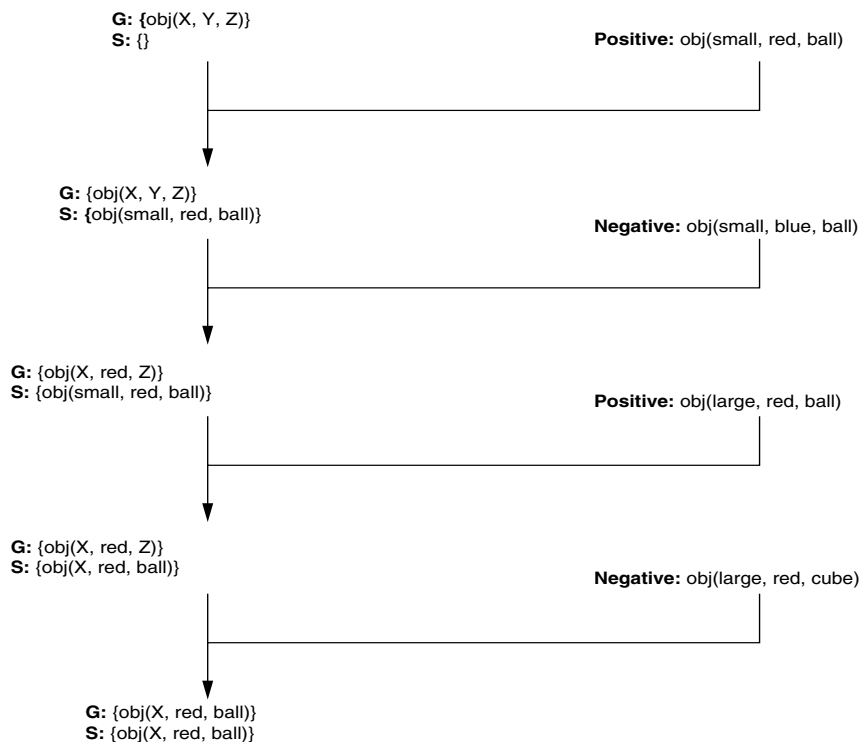 G: {obj(X, Y, Z)}
S: {}
Positive: obj(small, red, ball)
G: {obj(X, Y, Z)}
S: {obj(small, red, ball)}
Negative: obj(small, blue, ball)
G: {obj(X, red, Z)}
S: {obj(small, red, ball)}
Positive: obj(large, red, ball)
G: {obj(X, red, Z)}
S: {obj(X, red, ball)}
Negative: obj(large, red, cube)
G: {obj(X, red, ball)}
S: {obj(X, red, ball)}